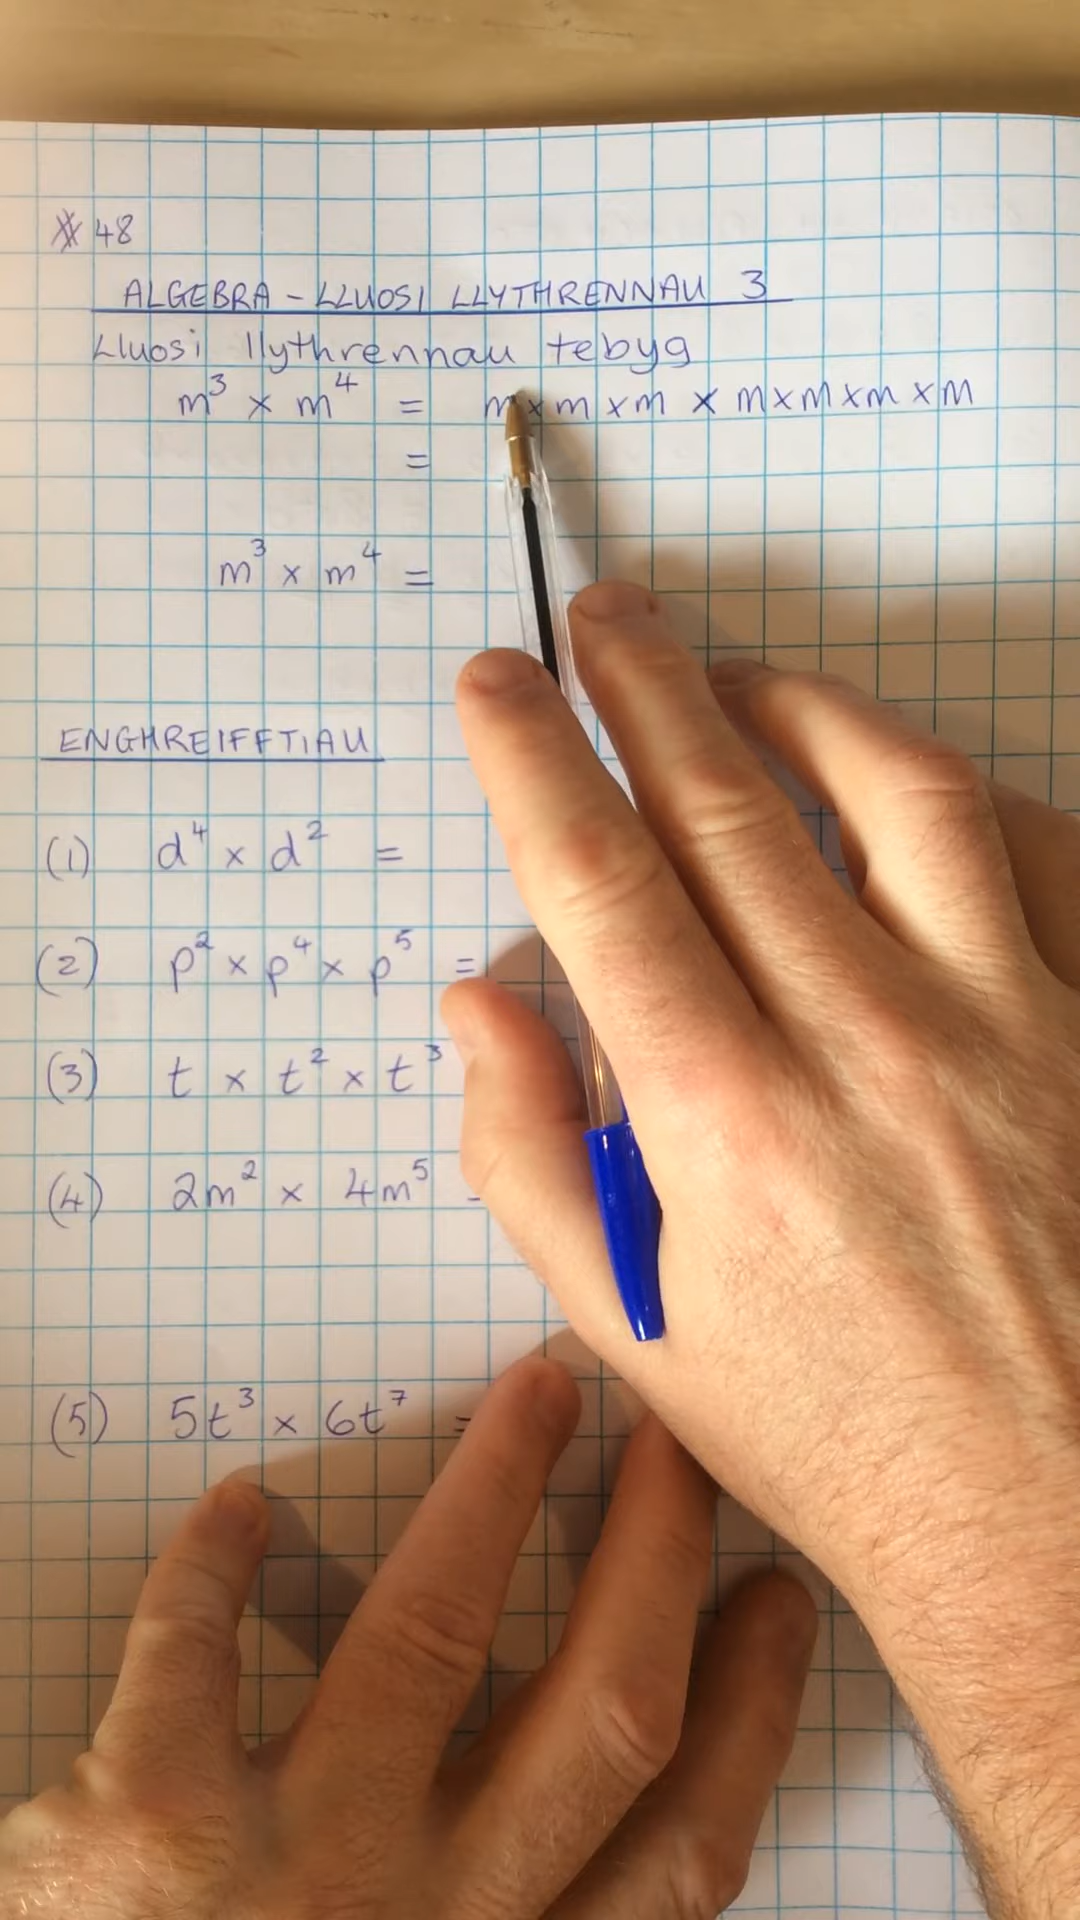 #48
ALGEBRA - LLUOSI LLYTHRENNAU 3
Lluosi llythrennau tebyg
m³ × m⁴ = m × m × m × m × m × m × m
=
m³ × m⁴ =
ENGHREIFFTIAU
(1) d⁴ × d² =
(2) p² × p⁴ × p⁵ =
(3) t × t² × t³
(4) 2m² × 4m⁵ =
(5) 5t³ × 6t⁷ =